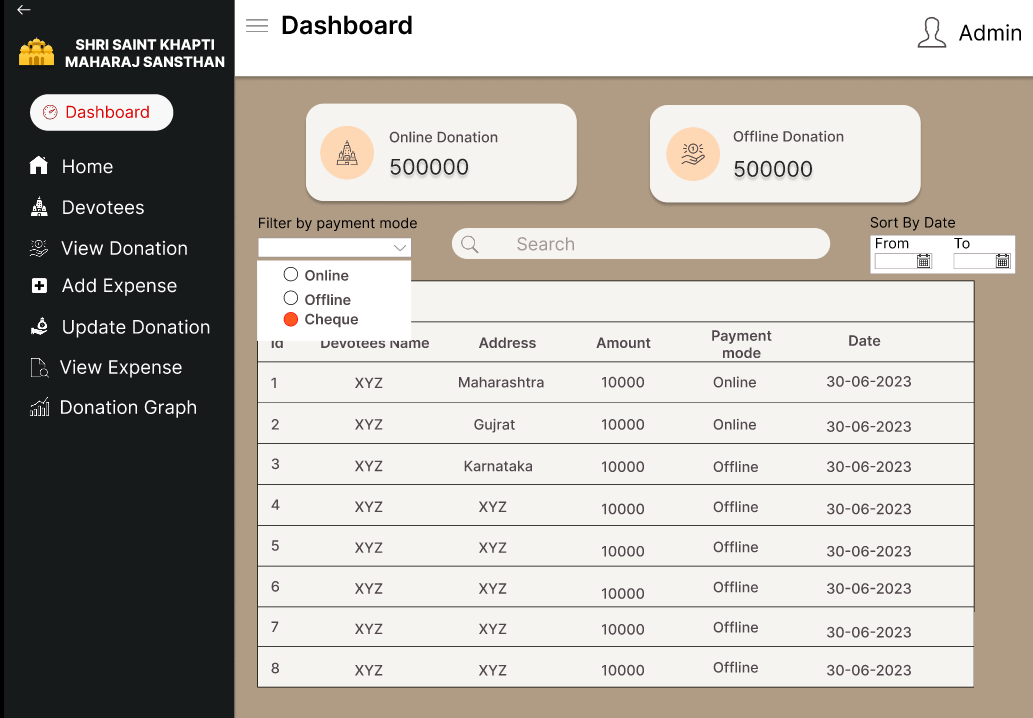 Dashboard
Admin
SHRI SAINT KHAPTI
MAHARAJ SANSTHAN
Dashboard
Home
Devotees
View Donation
Add Expense
Update Donation
View Expense
Donation Graph
Online Donation
500000
Offline Donation
500000
Filter by payment mode
Online
Offline
Cheque
Search
Sort By Date
From To
Id Devotees Name Address Amount Payment mode Date
1 XYZ Maharashtra 10000 Online 30-06-2023
2 XYZ Gujrat 10000 Online 30-06-2023
3 XYZ Karnataka 10000 Offline 30-06-2023
4 XYZ XYZ 10000 Offline 30-06-2023
5 XYZ XYZ 10000 Offline 30-06-2023
6 XYZ XYZ 10000 Offline 30-06-2023
7 XYZ XYZ 10000 Offline 30-06-2023
8 XYZ XYZ 10000 Offline 30-06-2023